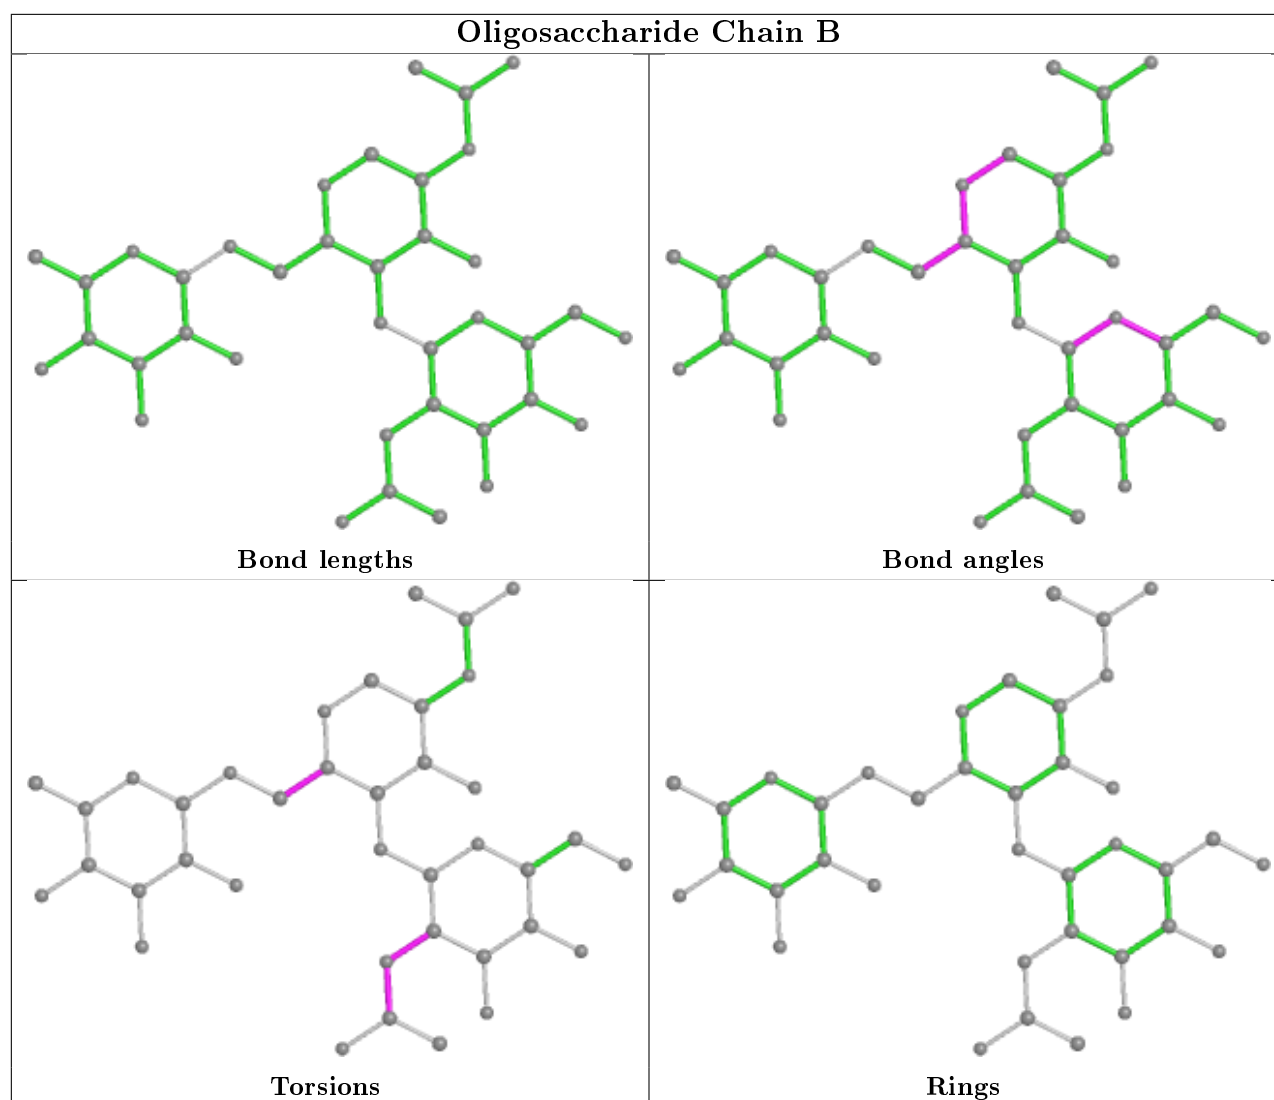 Oligosaccharide Chain B
Bond lengths
Bond angles
Torsions
Rings